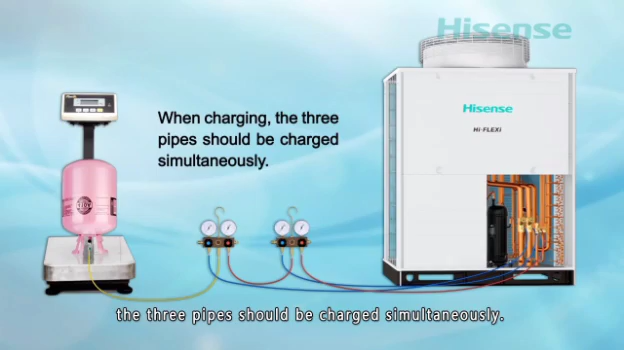 Hisense
When charging, the three
pipes should be charged
simultaneously.
Hisense
Hi-FLEXi
the three pipes should be charged simultaneously.